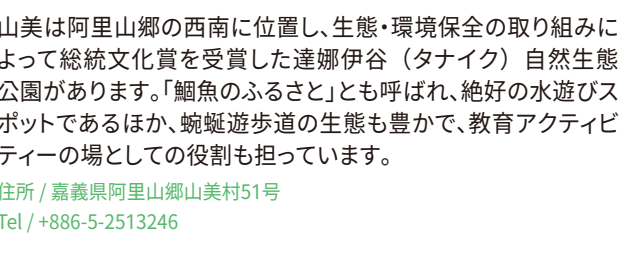 山美は阿里山郷の西南に位置し、生態・環境保全の取り組みに
よって総統文化賞を受賞した達娜伊谷（タナイク）自然生態
公園があります。「鯝魚のふるさと」とも呼ばれ、絶好の水遊びス
ポットであるほか、蜿蜒遊歩道の生態も豊かで、教育アクティビ
ティーの場としての役割も担っています。
住所 / 嘉義県阿里山郷山美村51号
Tel / +886-5-2513246